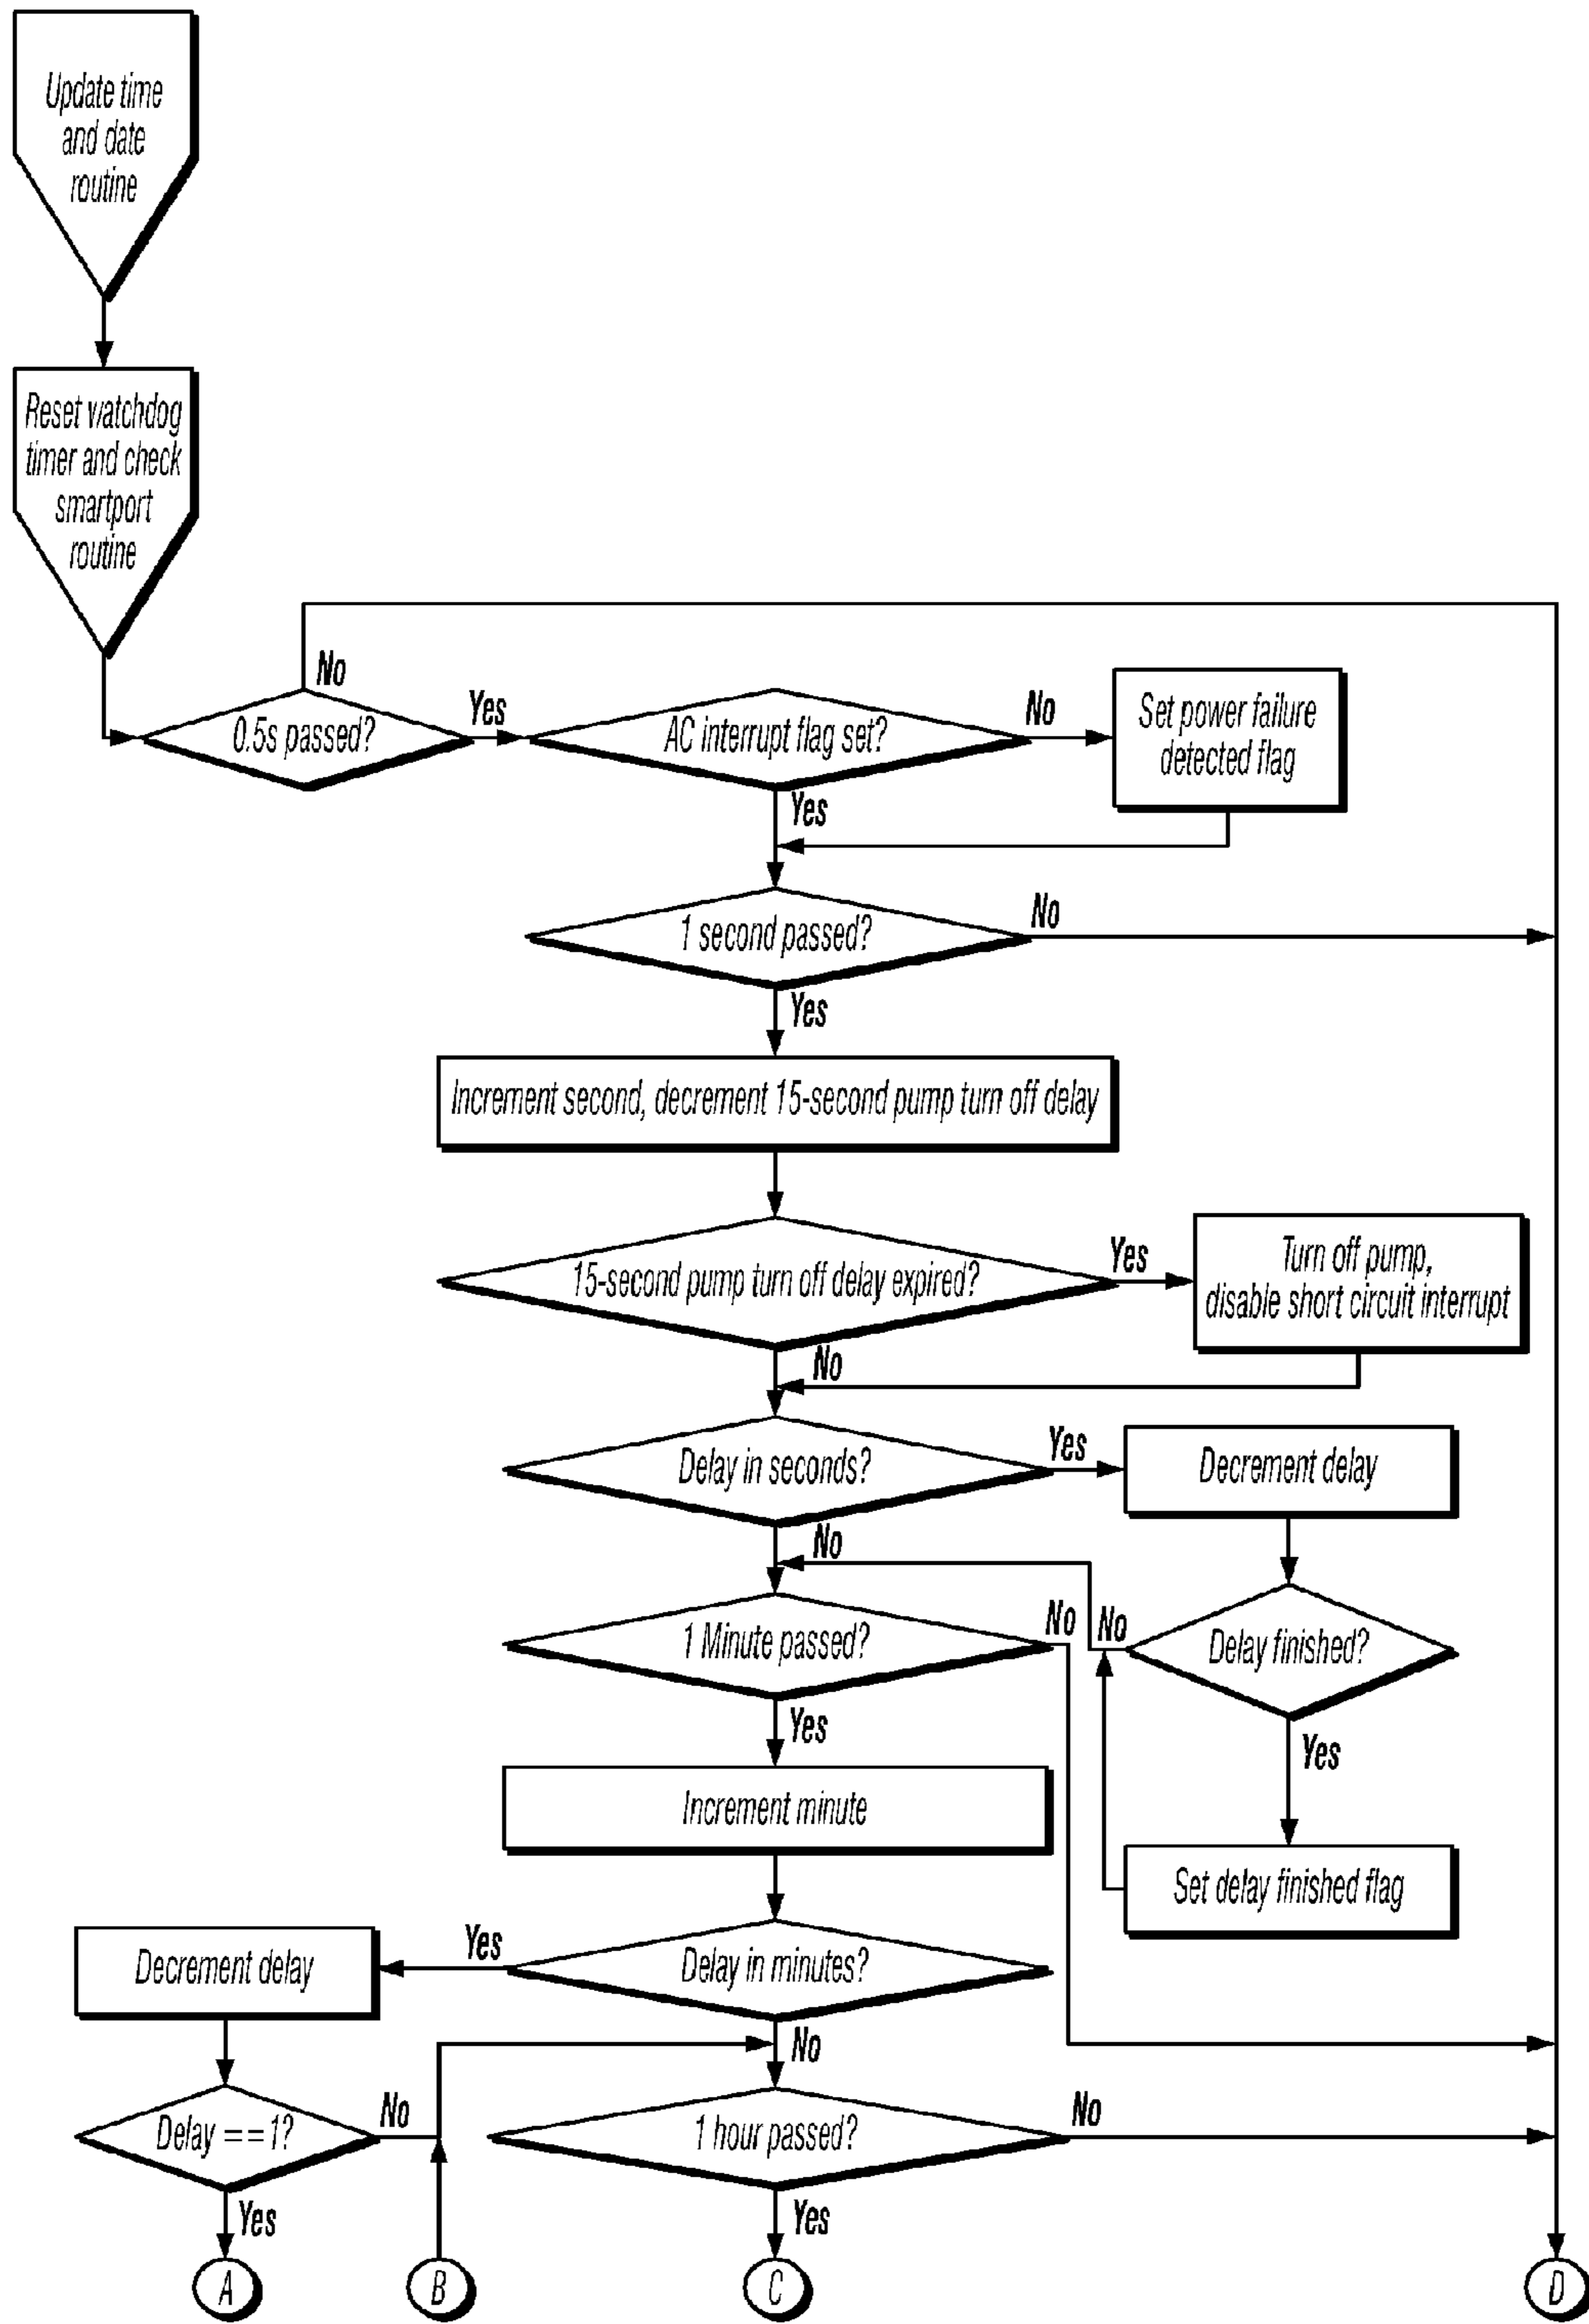 Update time
and date
routine
Reset watchdog
timer and check
smartport
routine
No
0.5s passed?
Yes
AC interrupt flag set?
No
Set power failure
detected flag
Yes
1 second passed?
No
Yes
Increment second, decrement 15-second pump turn off delay
15-second pump turn off delay expired?
Yes
Turn off pump,
disable short circuit interrupt
No
Delay in seconds?
Yes
Decrement delay
No
1 Minute passed?
No
No
Delay finished?
Yes
Yes
Increment minute
Set delay finished flag
Decrement delay
Yes
Delay in minutes?
No
Delay ==1?
No
1 hour passed?
No
Yes
Yes
A
B
C
D